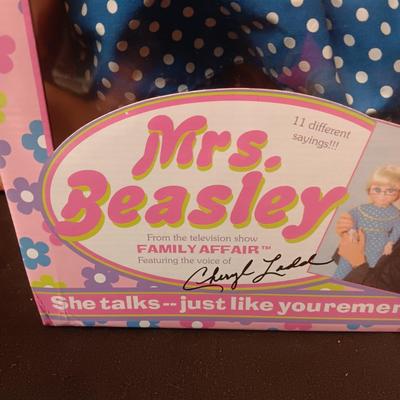 11 different
sayings!!!
Mrs.
Beasley
From the television show
FAMILY AFFAIR™
Featuring the voice of
Cheryl Ladd
She talks--just like you remem